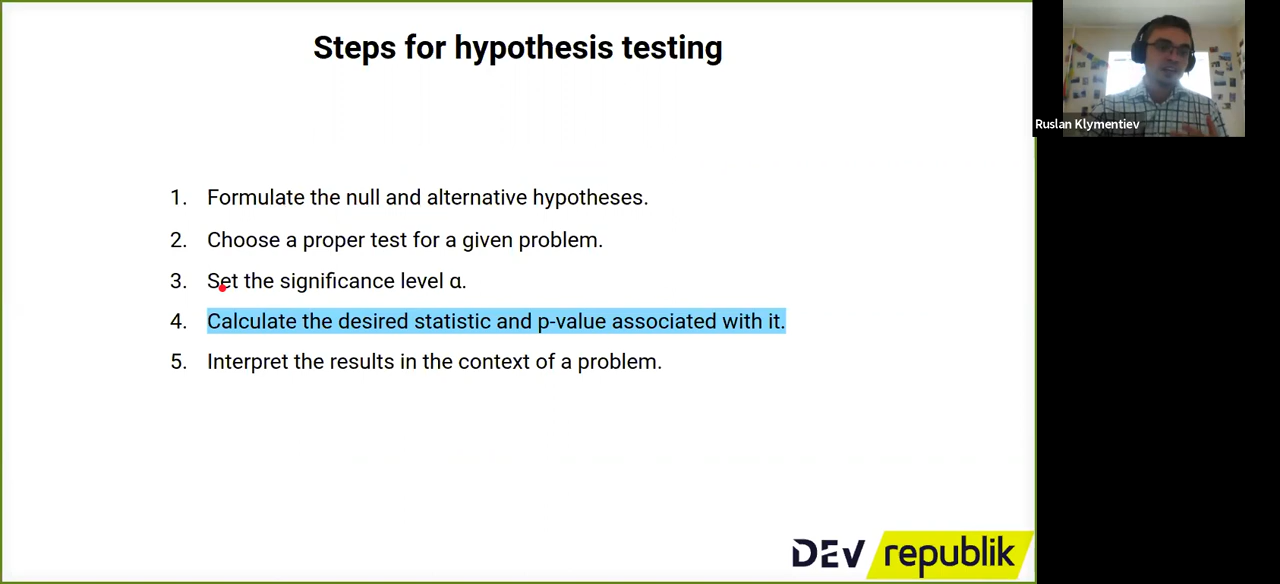 Steps for hypothesis testing
Ruslan Klymentiev
1. Formulate the null and alternative hypotheses.
2. Choose a proper test for a given problem.
3. Set the significance level α.
4. Calculate the desired statistic and p-value associated with it.
5. Interpret the results in the context of a problem.
DEV republik